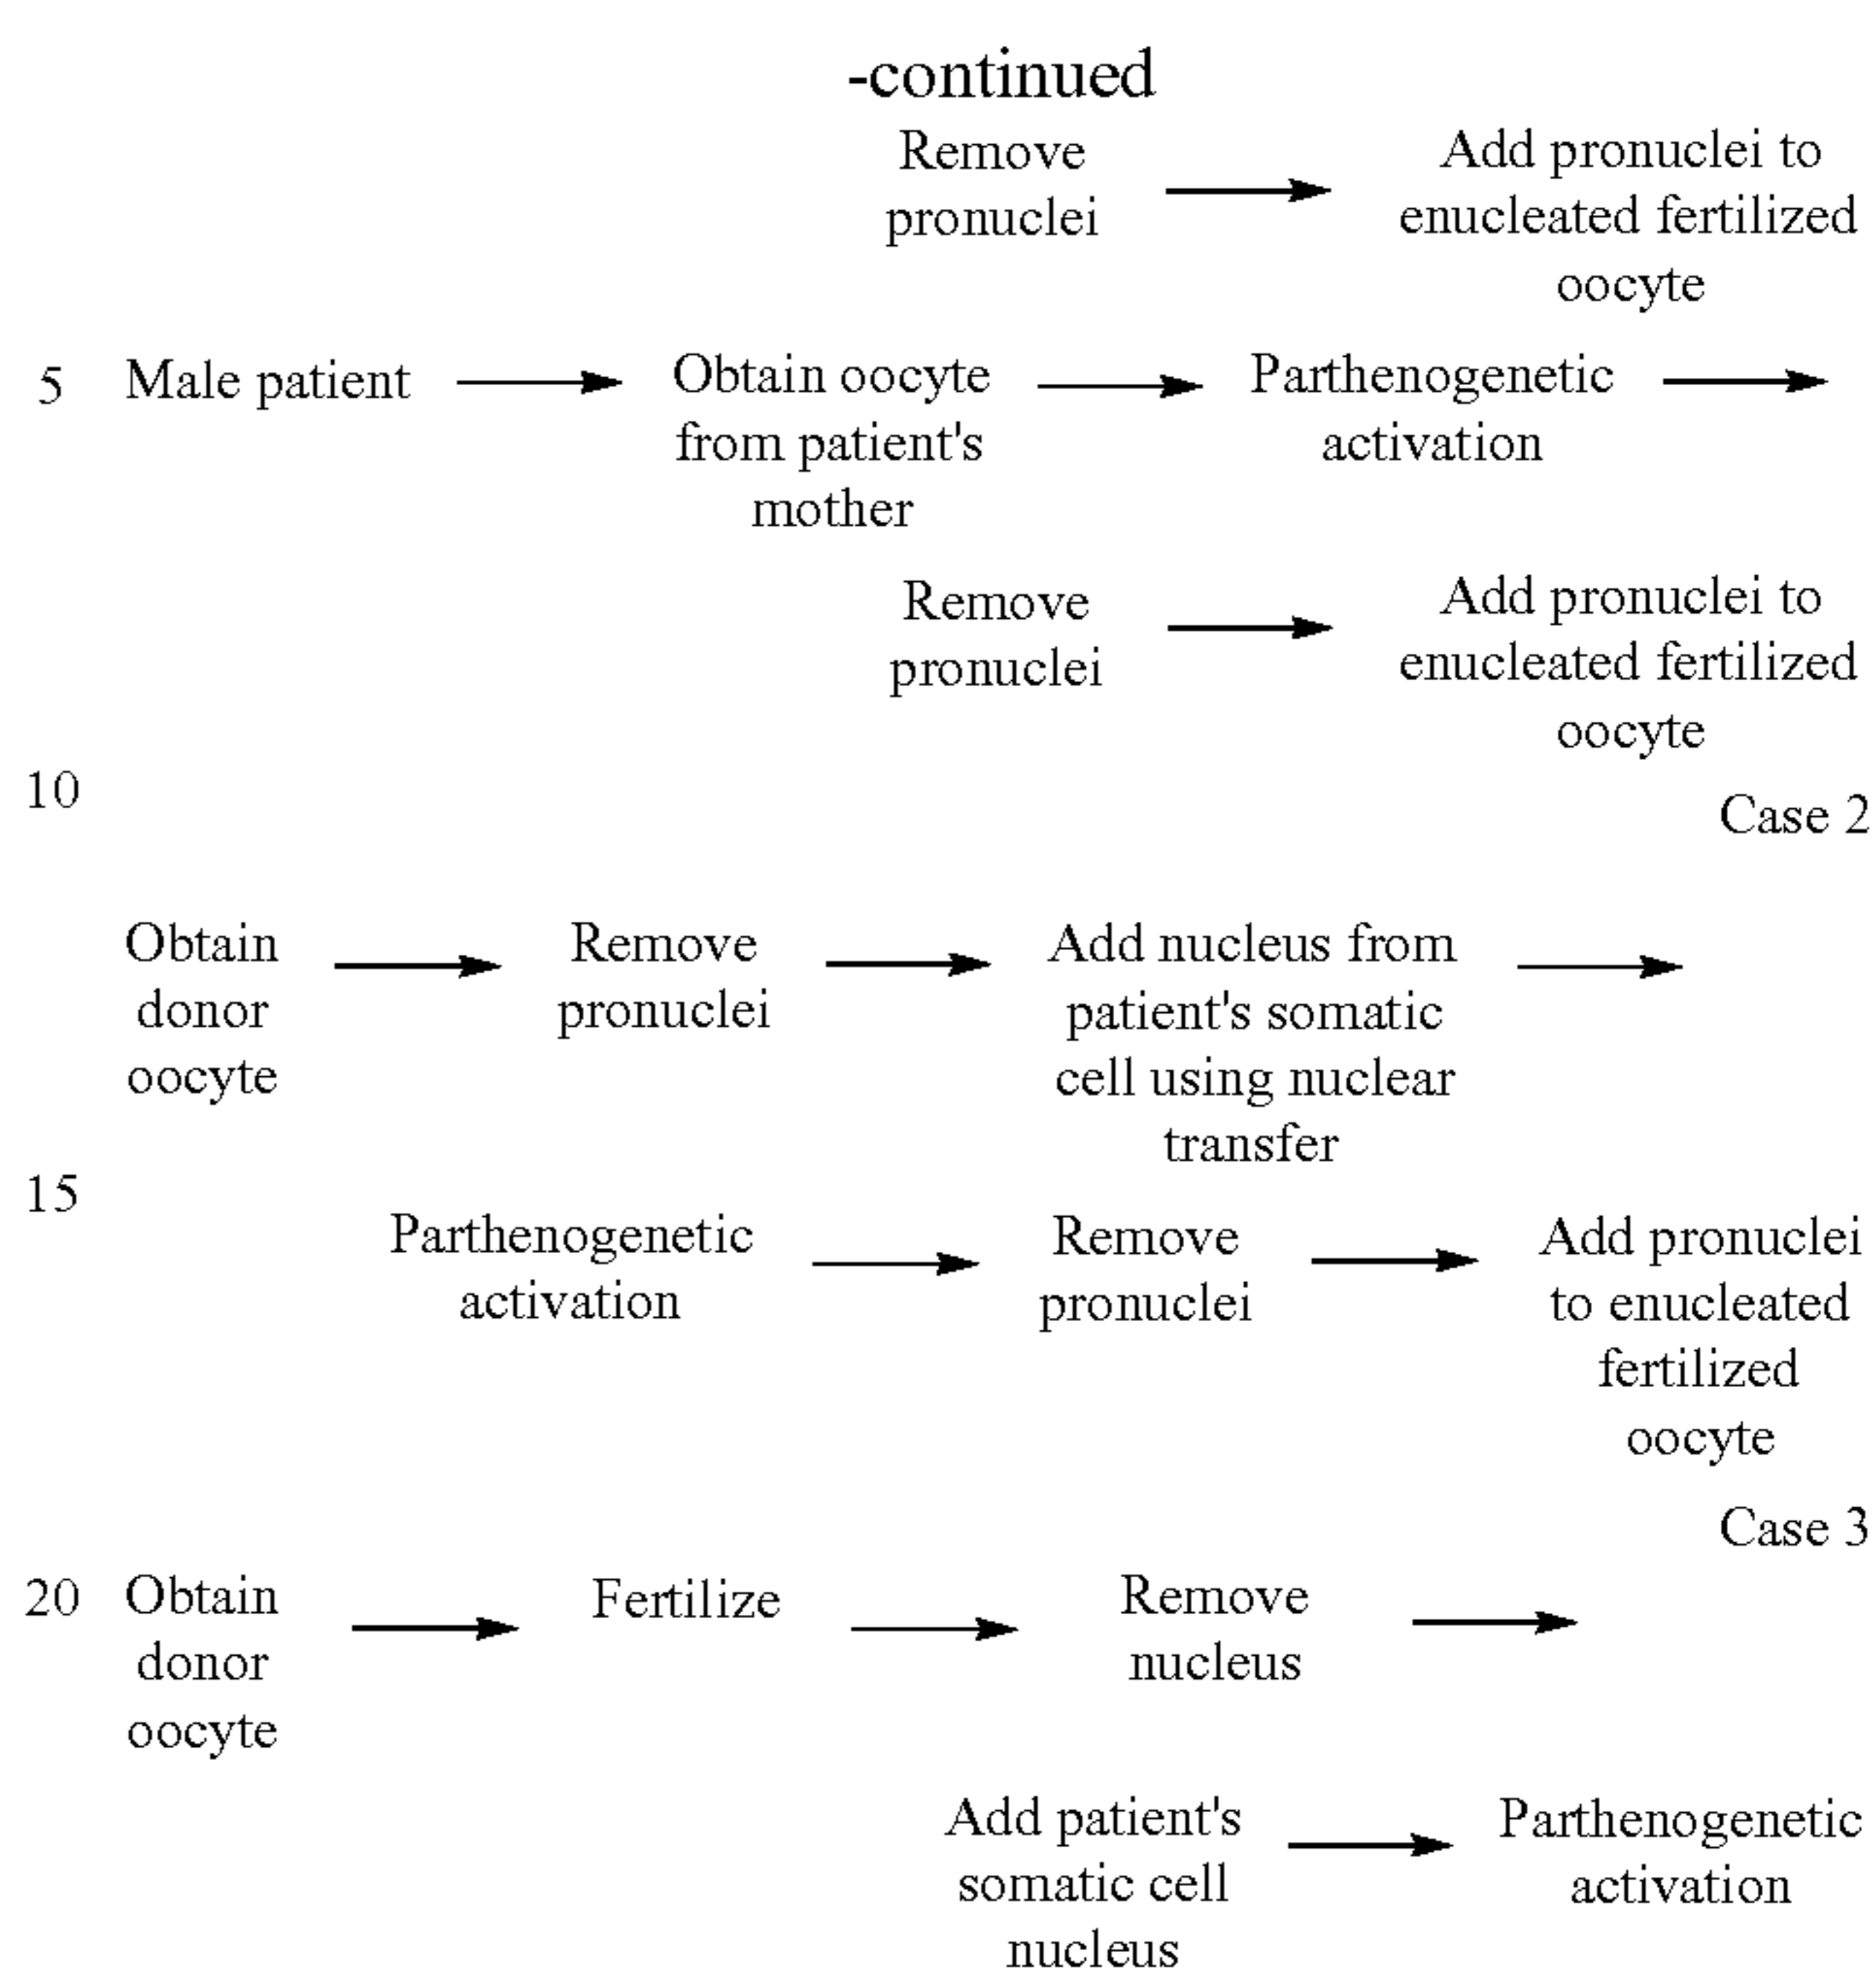 -continued
Remove
pronuclei
Add pronuclei to
enucleated fertilized
oocyte
5
Male patient
Obtain oocyte
from patient's
mother
Parthenogenetic
activation
Remove
pronuclei
Add pronuclei to
enucleated fertilized
oocyte
10
Case 2
Obtain
donor
oocyte
Remove
pronuclei
Add nucleus from
patient's somatic
cell using nuclear
transfer
15
Parthenogenetic
activation
Remove
pronuclei
Add pronuclei
to enucleated
fertilized
oocyte
Case 3
20
Obtain
donor
oocyte
Fertilize
Remove
nucleus
Add patient's
somatic cell
nucleus
Parthenogenetic
activation